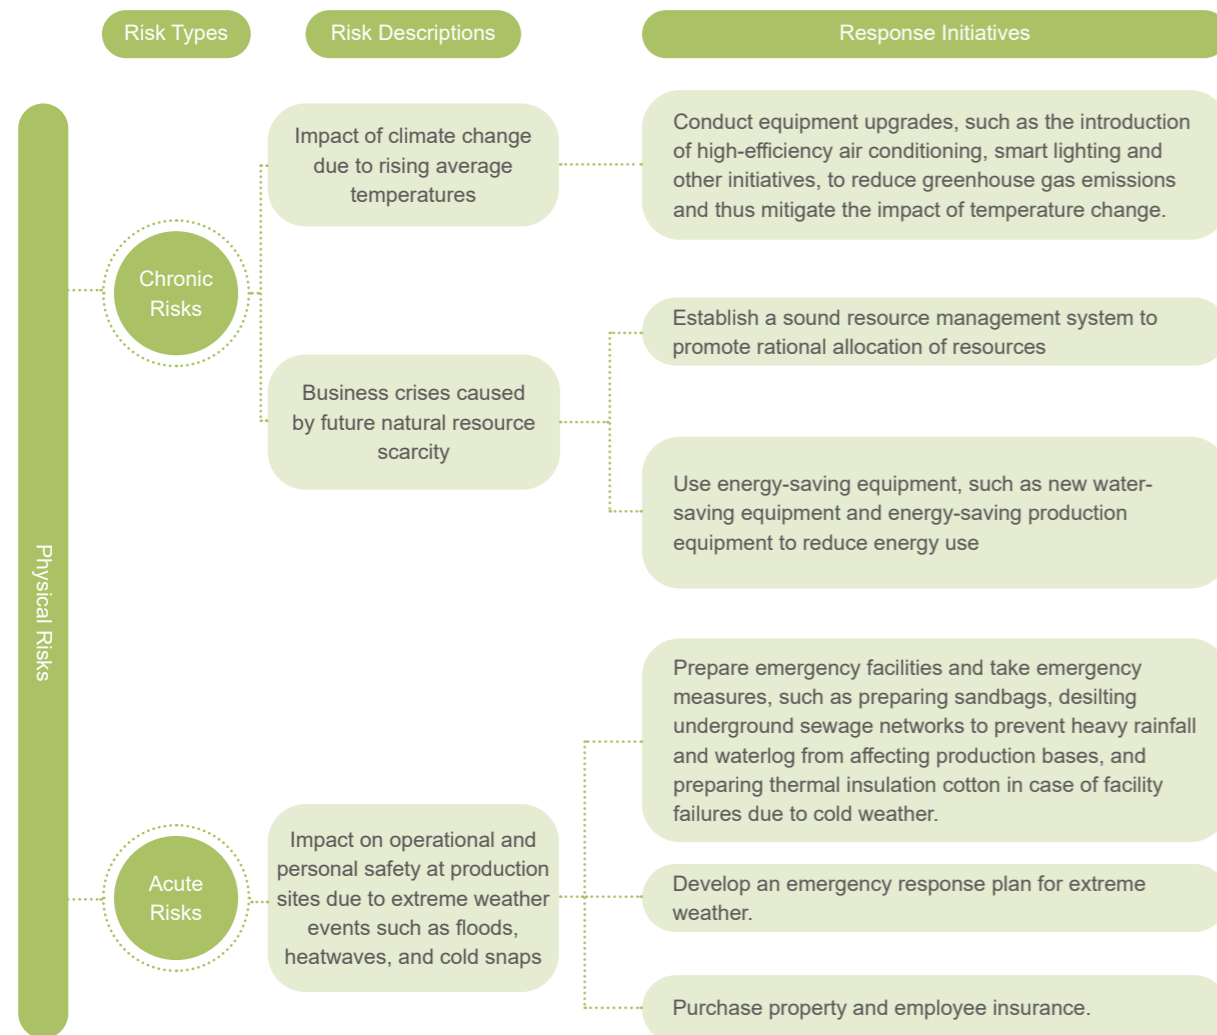 Risk Types
Risk Descriptions
Response Initiatives
Physical Risks
Chronic
Risks
Impact of climate change
due to rising average
temperatures
Conduct equipment upgrades, such as the introduction
of high-efficiency air conditioning, smart lighting and
other initiatives, to reduce greenhouse gas emissions
and thus mitigate the impact of temperature change.
Business crises caused
by future natural resource
scarcity
Establish a sound resource management system to
promote rational allocation of resources
Use energy-saving equipment, such as new water-
saving equipment and energy-saving production
equipment to reduce energy use
Acute
Risks
Impact on operational and
personal safety at production
sites due to extreme weather
events such as floods,
heatwaves, and cold snaps
Prepare emergency facilities and take emergency
measures, such as preparing sandbags, desilting
underground sewage networks to prevent heavy rainfall
and waterlog from affecting production bases, and
preparing thermal insulation cotton in case of facility
failures due to cold weather.
Develop an emergency response plan for extreme
weather.
Purchase property and employee insurance.